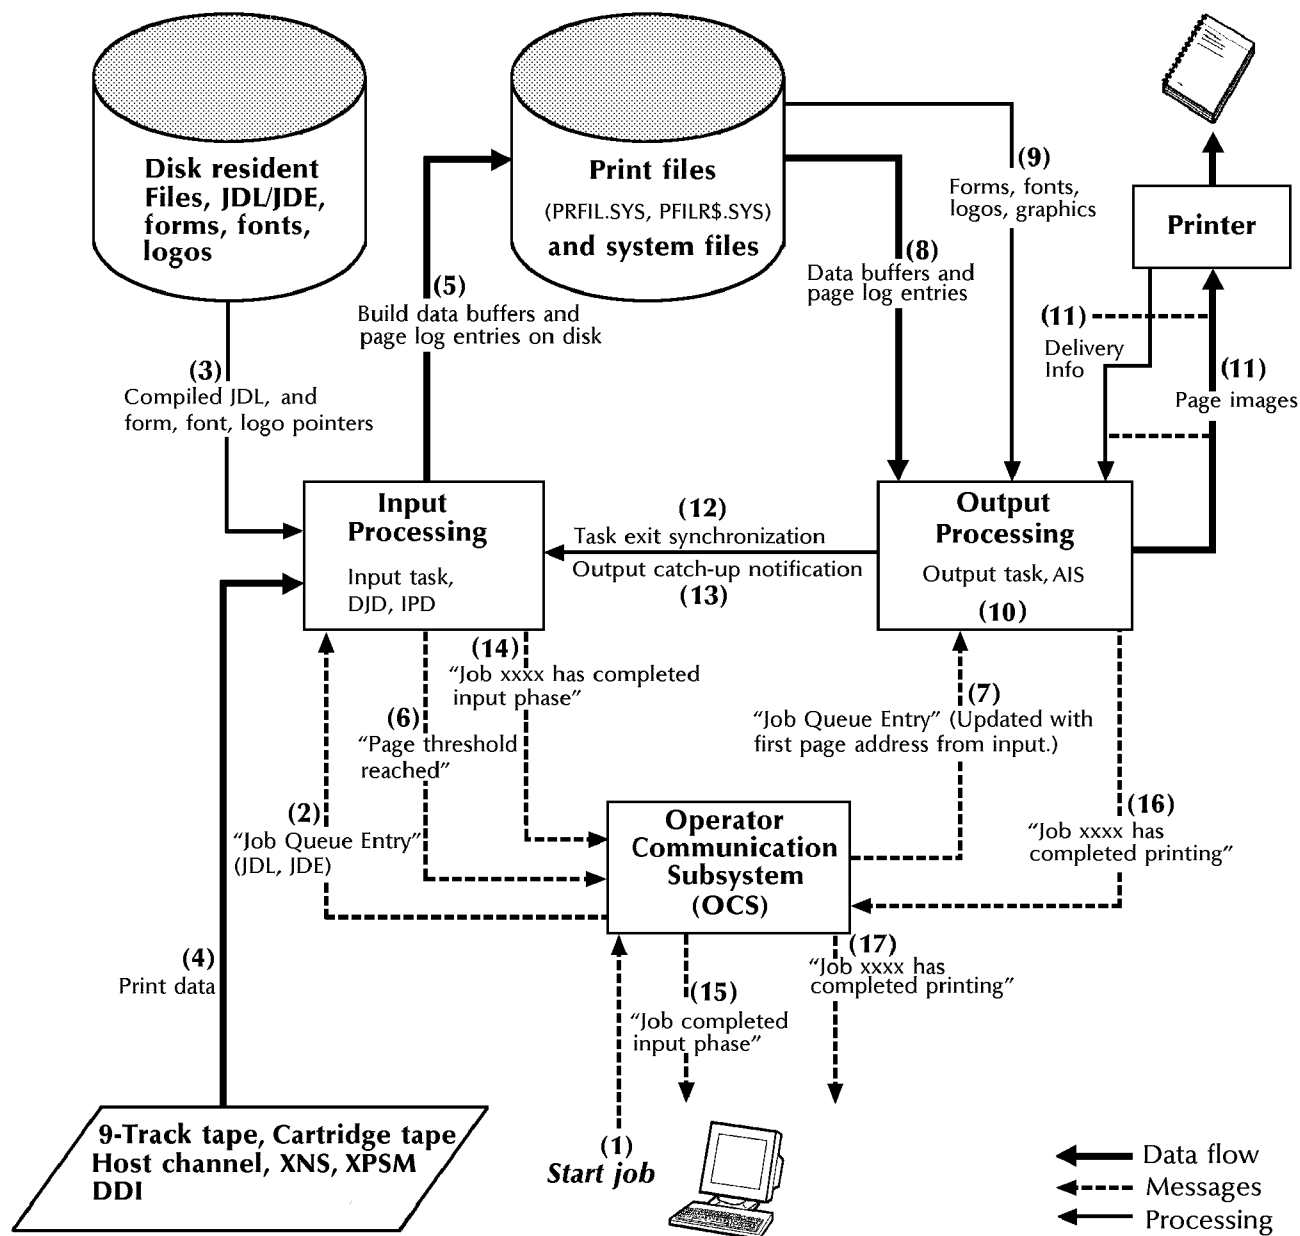 Disk resident
Files, JDL/JDE,
forms, fonts,
logos
Print files
(PRFIL.SYS, PFILR$.SYS)
and system files
(9)
Forms, fonts,
logos, graphics
Printer
(8)
Data buffers and
page log entries
(5)
Build data buffers and
page log entries on disk
(11)
Delivery
Info
(11)
Page images
(3)
Compiled JDL, and
form, font, logo pointers
Input
Processing
Input task,
DJD, IPD
(12)
Task exit synchronization
Output catch-up notification
(13)
Output
Processing
Output task, AIS
(10)
(14)
“Job xxxx has completed
input phase”
(6)
“Page threshold
reached”
(7)
“Job Queue Entry” (Updated with
first page address from input.)
(2)
“Job Queue Entry”
(JDL, JDE)
Operator
Communication
Subsystem
(OCS)
(16)
“Job xxxx has
completed printing”
(4)
Print data
(17)
“Job xxxx has
completed printing”
(15)
“Job completed
input phase”
9-Track tape, Cartridge tape
Host channel, XNS, XPSM
DDI
(1)
Start job
Data flow
Messages
Processing